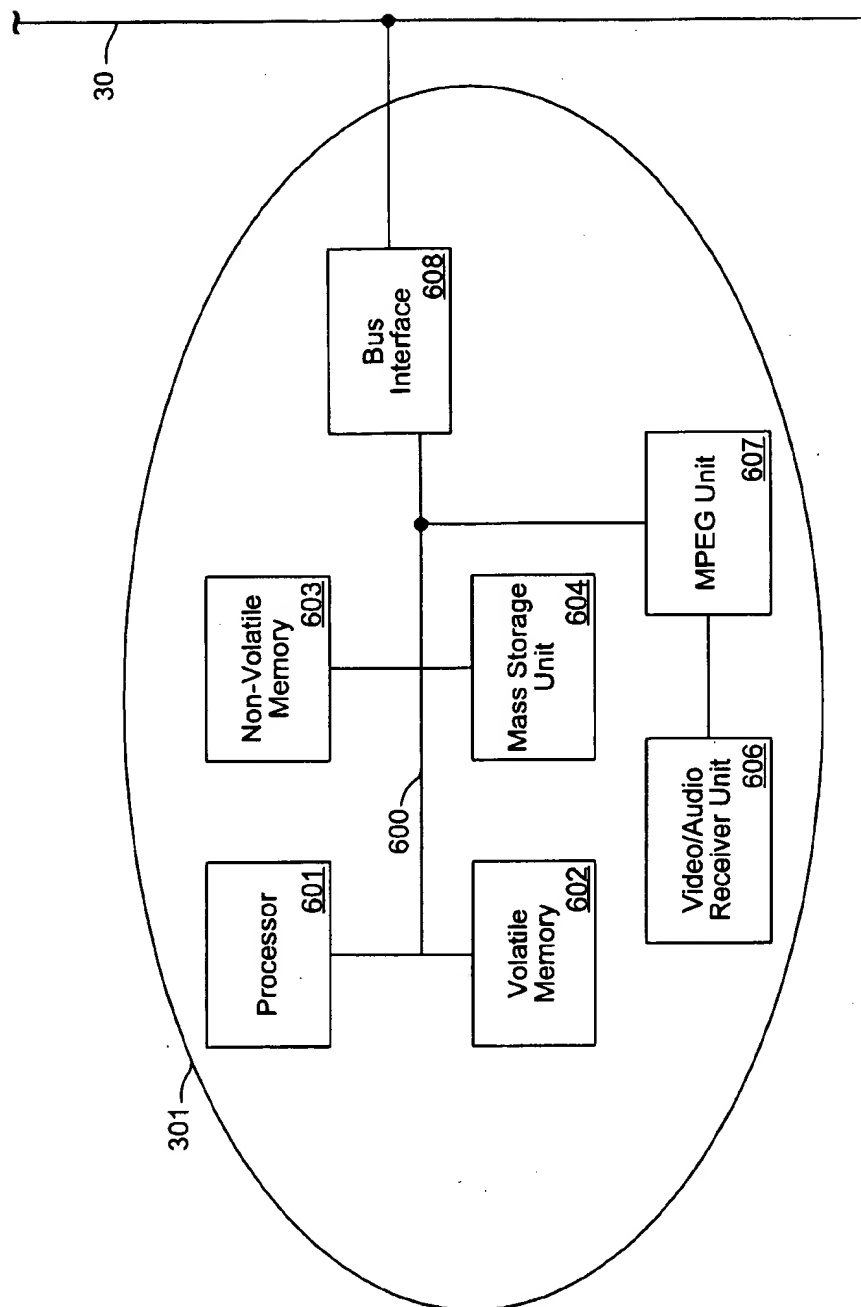 301
Processor
601
Non-Volatile
Memory
603
600
Volatile
Memory
602
Mass Storage
Unit
604
Bus
Interface
608
30
Video/Audio
Receiver Unit
606
MPEG Unit
607